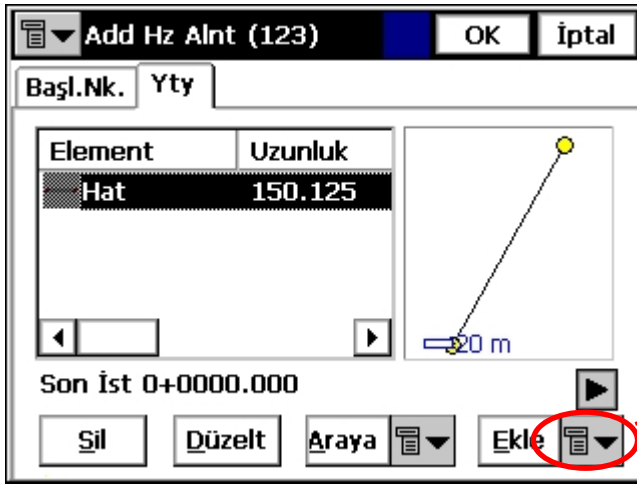 Add Hz Alnt (123) OK İptal
Başl.Nk. Yty
Element Uzunluk
Hat 150.125
20 m
Son İst 0+0000.000
Sil Düzelt Araya Ekle